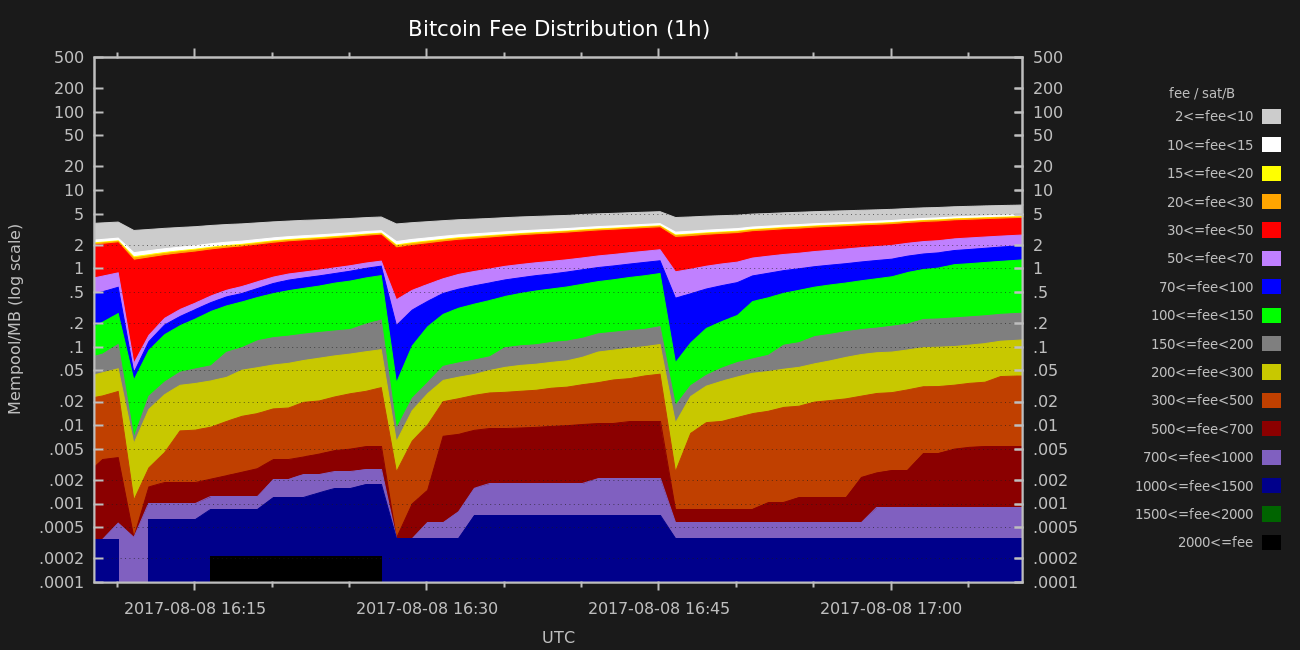 Bitcoin Fee Distribution (1h)
500
200
100
50
20
10
5
2
1
.5
.2
.1
.05
.02
.01
.005
.002
.001
.0005
.0002
.0001
Mempool/MB (log scale)
500
200
100
50
20
10
5
2
1
.5
.2
.1
.05
.02
.01
.005
.002
.001
.0005
.0002
.0001
fee / sat/B
2<=fee<10
10<=fee<15
15<=fee<20
20<=fee<30
30<=fee<50
50<=fee<70
70<=fee<100
100<=fee<150
150<=fee<200
200<=fee<300
300<=fee<500
500<=fee<700
700<=fee<1000
1000<=fee<1500
1500<=fee<2000
2000<=fee
2017-08-08 16:15 2017-08-08 16:30 2017-08-08 16:45 2017-08-08 17:00
UTC